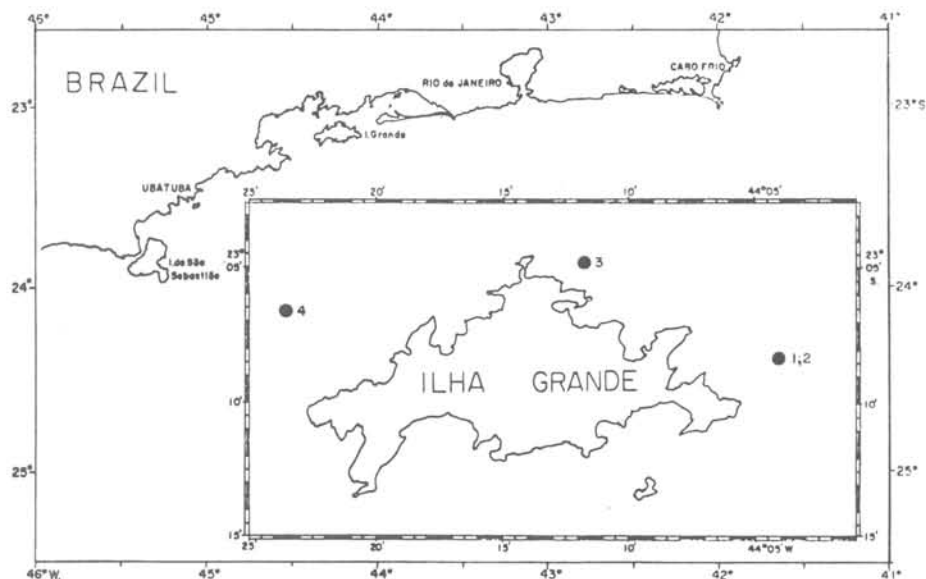 46° 45° 44° 43° 42° 41°
BRAZIL
CABO FRIO
RIO de JANEIRO
23° 23°S
I. Grande
UBATUBA
25' 20' 15' 10' 44°05'
I. de São
Sebastião
23°
05'
23°
05'
S
3
24° 24°
4
1;2
ILHA GRANDE
10' 10'
25° 25°
15' 15'
25' 20' 15' 10' 44°05'W
46°W. 45° 44° 43° 42° 41°